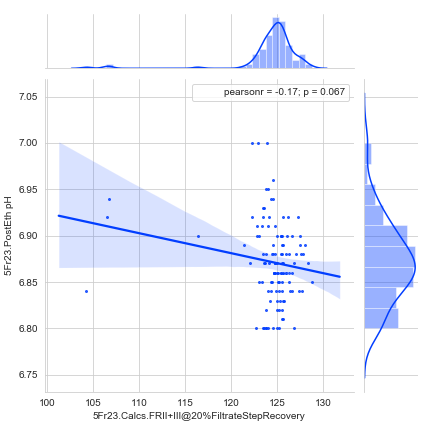 pearsonr = -0.17; p = 0.067
7.05
7.00
6.95
6.90
6.85
6.80
6.75
5Fr23.PostEth pH
100 105 110 115 120 125 130
5Fr23.Calcs.FRII+III@20%FiltrateStepRecovery